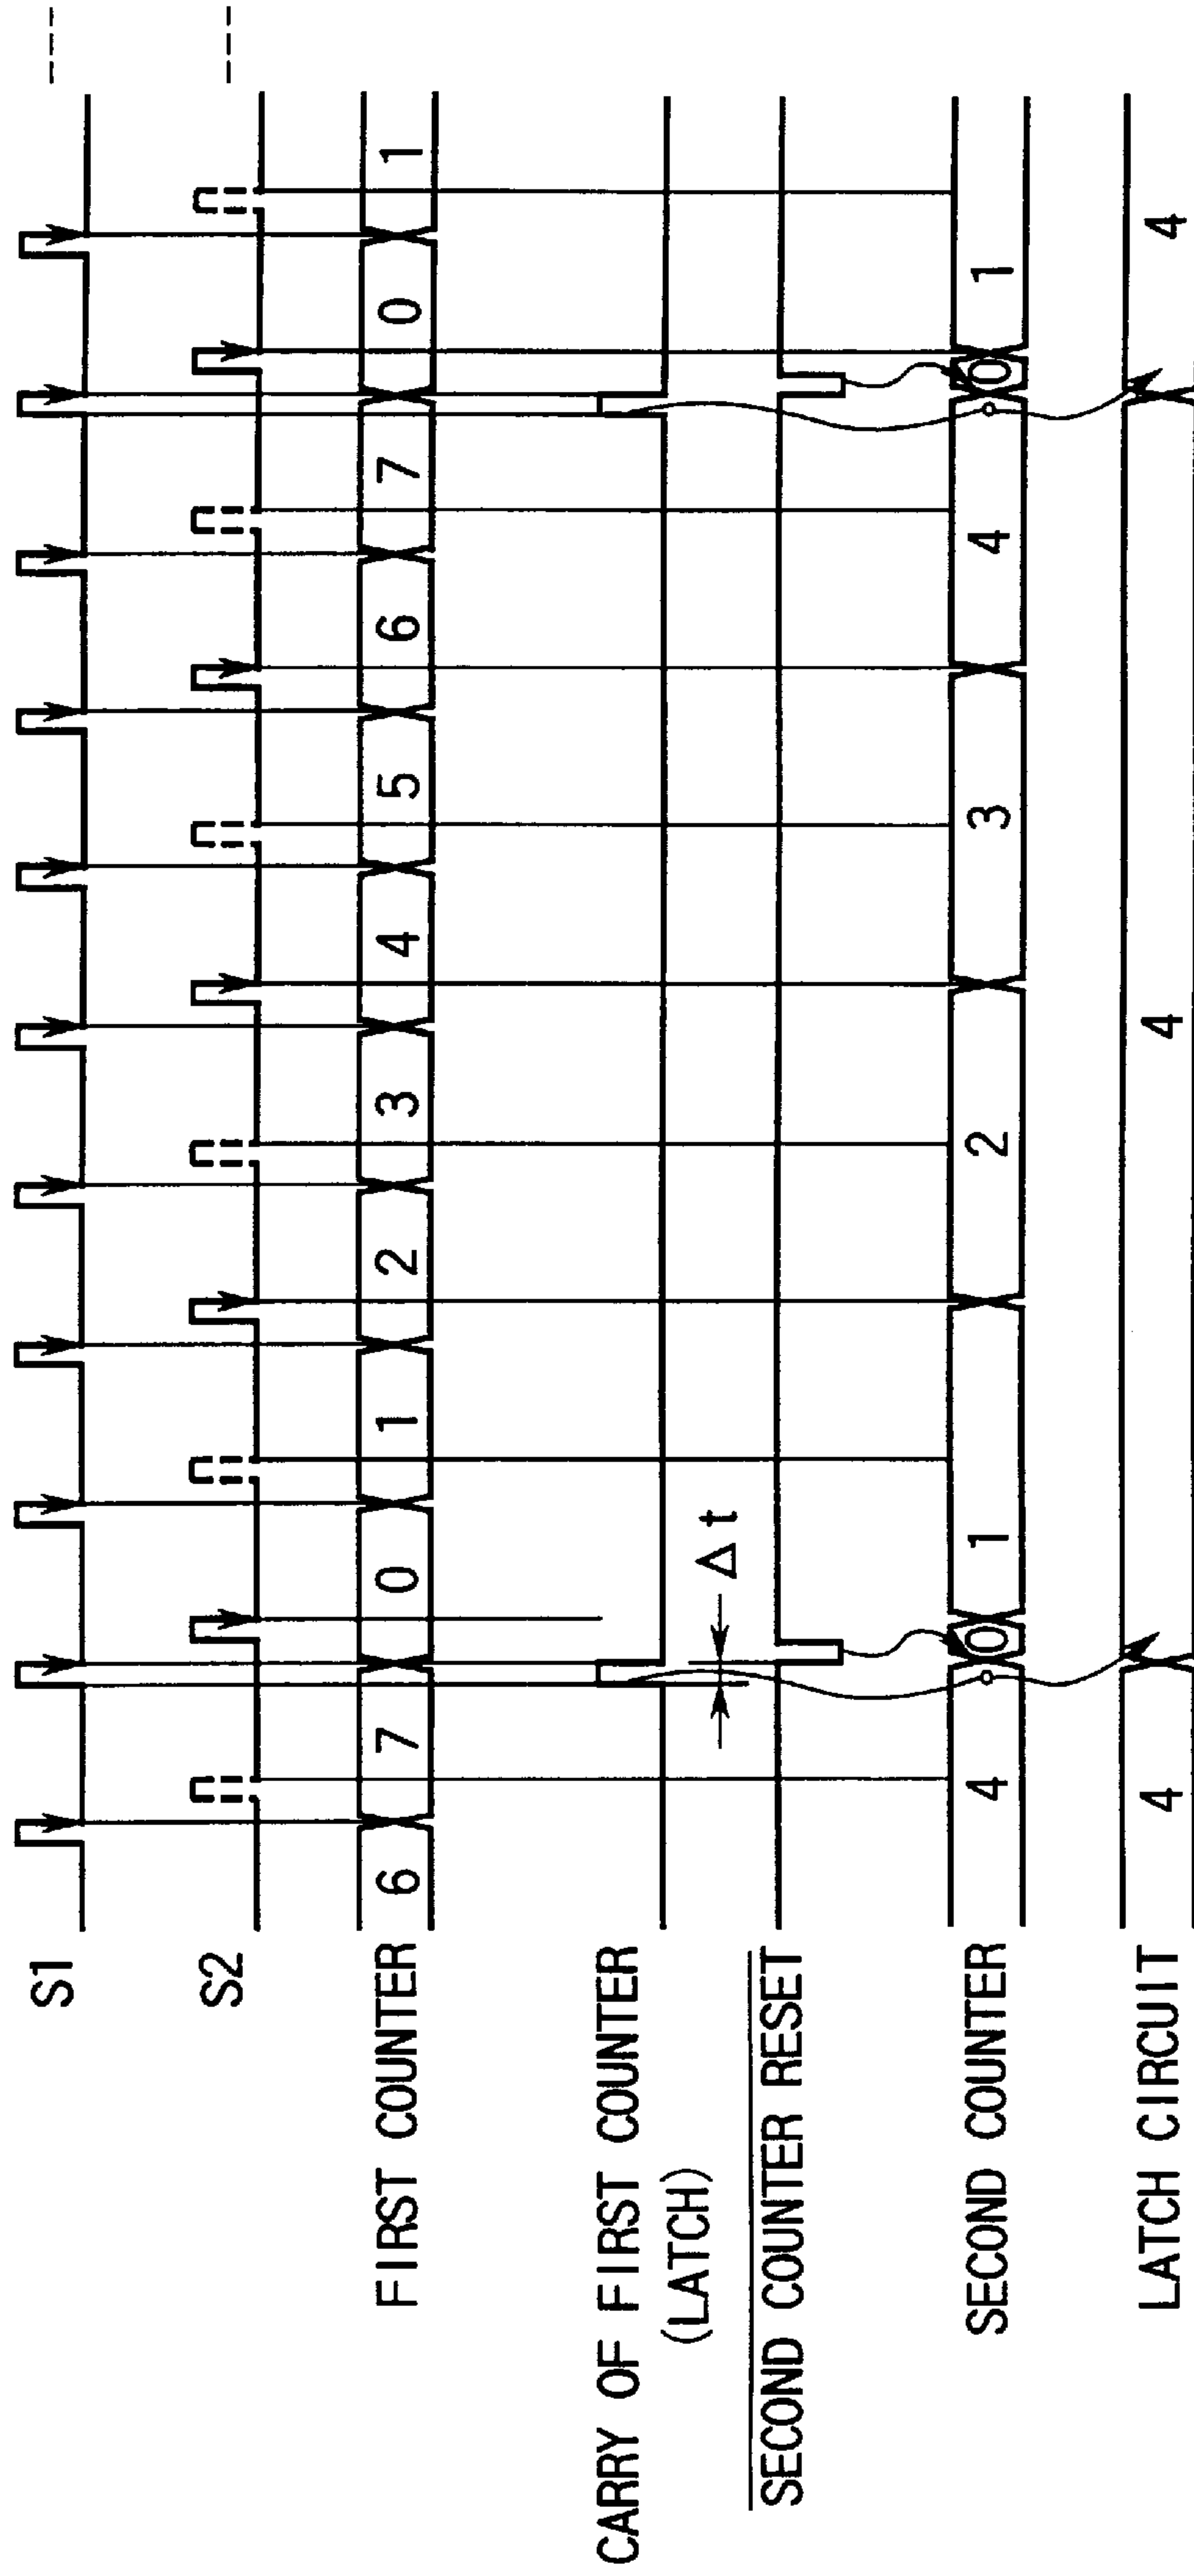 S1
S2
FIRST COUNTER 6 7 0 1 2 3 4 5 6 7 0 1
CARRY OF FIRST COUNTER
(LATCH)
Δt
SECOND COUNTER RESET
SECOND COUNTER 4 0 1 2 3 4 0 1
LATCH CIRCUIT 4 4 4